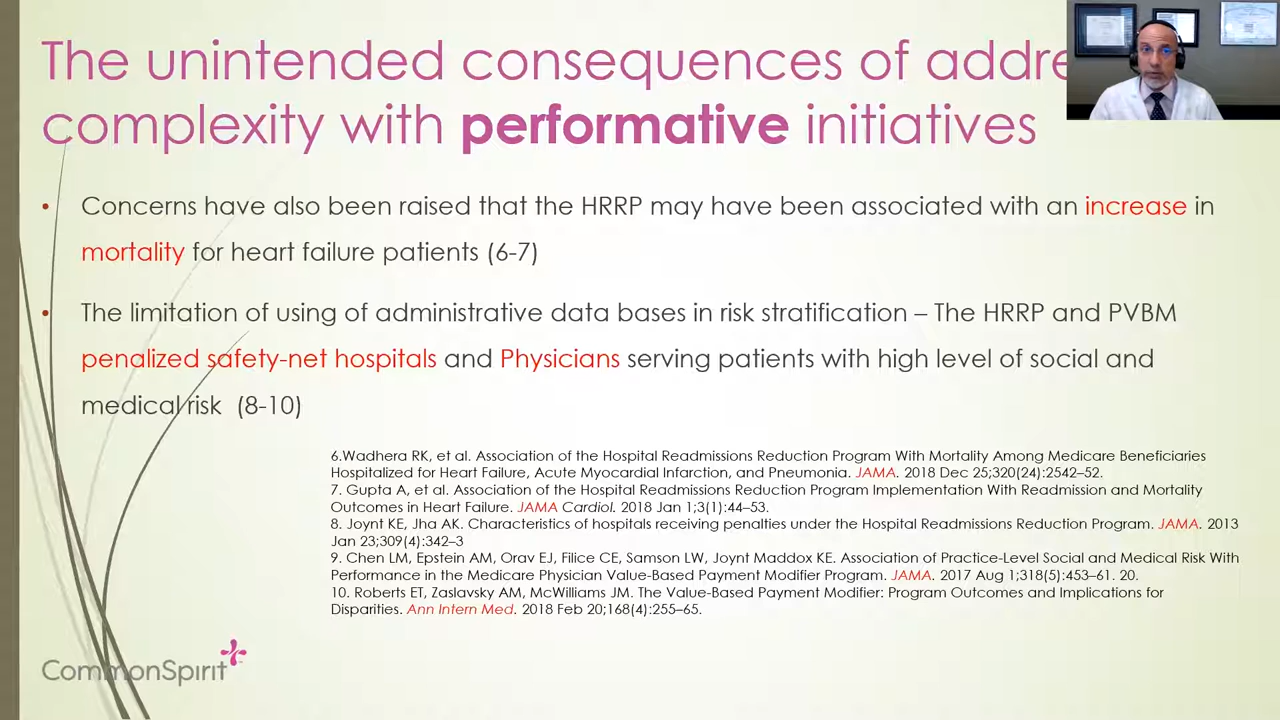 The unintended consequences of addre
complexity with performative initiatives
• Concerns have also been raised that the HRRP may have been associated with an increase in
mortality for heart failure patients (6-7)
• The limitation of using of administrative data bases in risk stratification – The HRRP and PVBM
penalized safety-net hospitals and Physicians serving patients with high level of social and
medical risk (8-10)
6.Wadhera RK, et al. Association of the Hospital Readmissions Reduction Program With Mortality Among Medicare Beneficiaries
Hospitalized for Heart Failure, Acute Myocardial Infarction, and Pneumonia. JAMA. 2018 Dec 25;320(24):2542–52.
7. Gupta A, et al. Association of the Hospital Readmissions Reduction Program Implementation With Readmission and Mortality
Outcomes in Heart Failure. JAMA Cardiol. 2018 Jan 1;3(1):44–53.
8. Joynt KE, Jha AK. Characteristics of hospitals receiving penalties under the Hospital Readmissions Reduction Program. JAMA. 2013
Jan 23;309(4):342–3
9. Chen LM, Epstein AM, Orav EJ, Filice CE, Samson LW, Joynt Maddox KE. Association of Practice-Level Social and Medical Risk With
Performance in the Medicare Physician Value-Based Payment Modifier Program. JAMA. 2017 Aug 1;318(5):453–61. 20.
10. Roberts ET, Zaslavsky AM, McWilliams JM. The Value-Based Payment Modifier: Program Outcomes and Implications for
Disparities. Ann Intern Med. 2018 Feb 20;168(4):255–65.
CommonSpirit